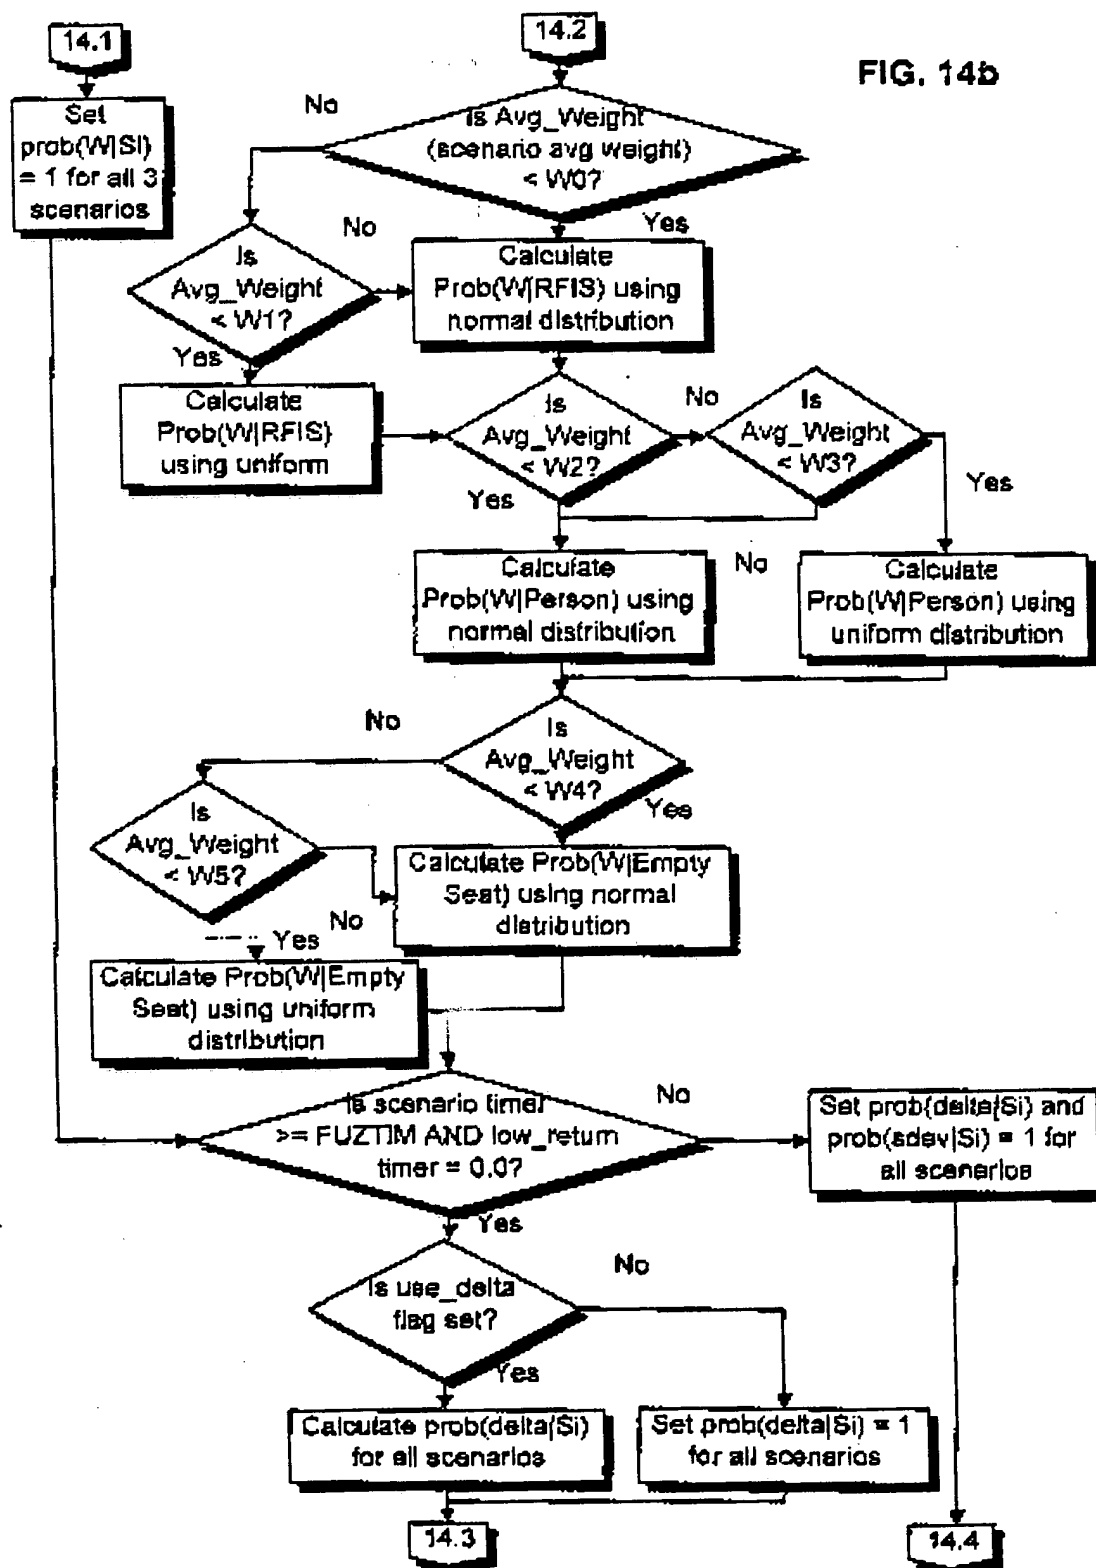 14.1
14.2
FIG. 14b
Set
prob(W|Si)
= 1 for all 3
scenarios
No
Is Avg_Weight
(scenario avg weight)
< W0?
Yes
Is
Avg_Weight
< W1?
No
Calculate
Prob(W|RFIS) using
normal distribution
Yes
Calculate
Prob(W|RFIS)
using uniform
Is
Avg_Weight
< W2?
No
Is
Avg_Weight
< W3?
Yes
Yes
Calculate
Prob(W|Person) using
normal distribution
No
Calculate
Prob(W|Person) using
uniform distribution
No
Is
Avg_Weight
< W4?
Yes
Is
Avg_Weight
< W5?
Calculate Prob(W|Empty
Seat) using normal
distribution
No
Yes
Calculate Prob(W|Empty
Seat) using uniform
distribution
Is scenario timer
>= FUZTIM AND low_return
timer = 0.0?
No
Set prob(delta|Si) and
prob(sdev|Si) = 1 for
all scenarios
Yes
Is use_delta
flag set?
No
Yes
Calculate prob(delta|Si)
for all scenarios
Set prob(delta|Si) = 1
for all scenarios
14.3
14.4